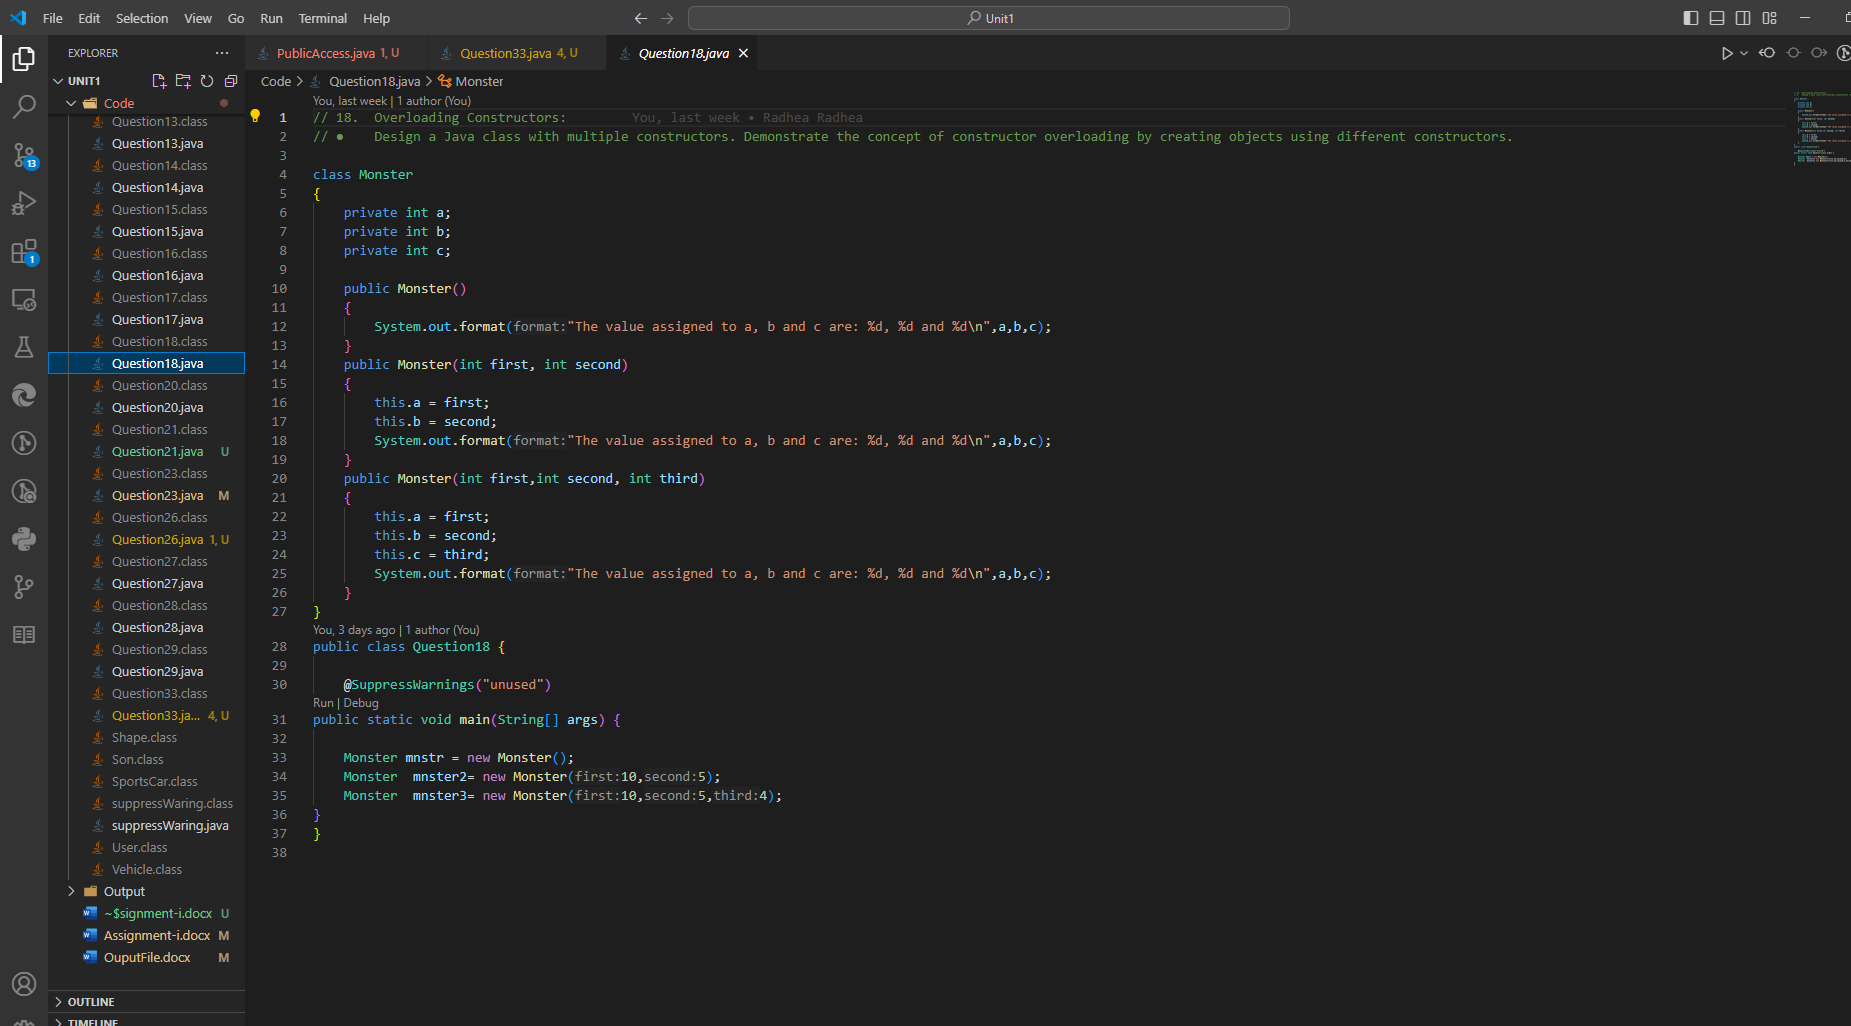 File Edit Selection View Go Run Terminal Help
Unit1
EXPLORER
UNIT1
Code
Question13.class
Question13.java
Question14.class
Question14.java
Question15.class
Question15.java
Question16.class
Question16.java
Question17.class
Question17.java
Question18.class
Question18.java
Question20.class
Question20.java
Question21.class
Question21.java U
Question23.class
Question23.java M
Question26.class
Question26.java 1, U
Question27.class
Question27.java
Question28.class
Question28.java
Question29.class
Question29.java
Question33.class
Question33.ja... 4, U
Shape.class
Son.class
SportsCar.class
suppressWaring.class
suppressWaring.java
User.class
Vehicle.class
Output
~$signment-i.docx U
Assignment-i.docx M
OuputFile.docx M
OUTLINE
TIMELINE
13
1
PublicAccess.java 1, U
Question33.java 4, U
Question18.java
Code > Question18.java > Monster
You, last week | 1 author (You)
1 // 18. Overloading Constructors: You, last week • Radhea Radhea
2 // ● Design a Java class with multiple constructors. Demonstrate the concept of constructor overloading by creating objects using different constructors.
3
4 class Monster
5 {
6 private int a;
7 private int b;
8 private int c;
9
10 public Monster()
11 {
12 System.out.format(format:"The value assigned to a, b and c are: %d, %d and %d\n",a,b,c);
13 }
14 public Monster(int first, int second)
15 {
16 this.a = first;
17 this.b = second;
18 System.out.format(format:"The value assigned to a, b and c are: %d, %d and %d\n",a,b,c);
19 }
20 public Monster(int first,int second, int third)
21 {
22 this.a = first;
23 this.b = second;
24 this.c = third;
25 System.out.format(format:"The value assigned to a, b and c are: %d, %d and %d\n",a,b,c);
26 }
27 }
You, 3 days ago | 1 author (You)
28 public class Question18 {
29
30 @SuppressWarnings("unused")
Run | Debug
31 public static void main(String[] args) {
32
33 Monster mnstr = new Monster();
34 Monster  mnster2= new Monster(first:10,second:5);
35 Monster  mnster3= new Monster(first:10,second:5,third:4);
36 }
37 }
38